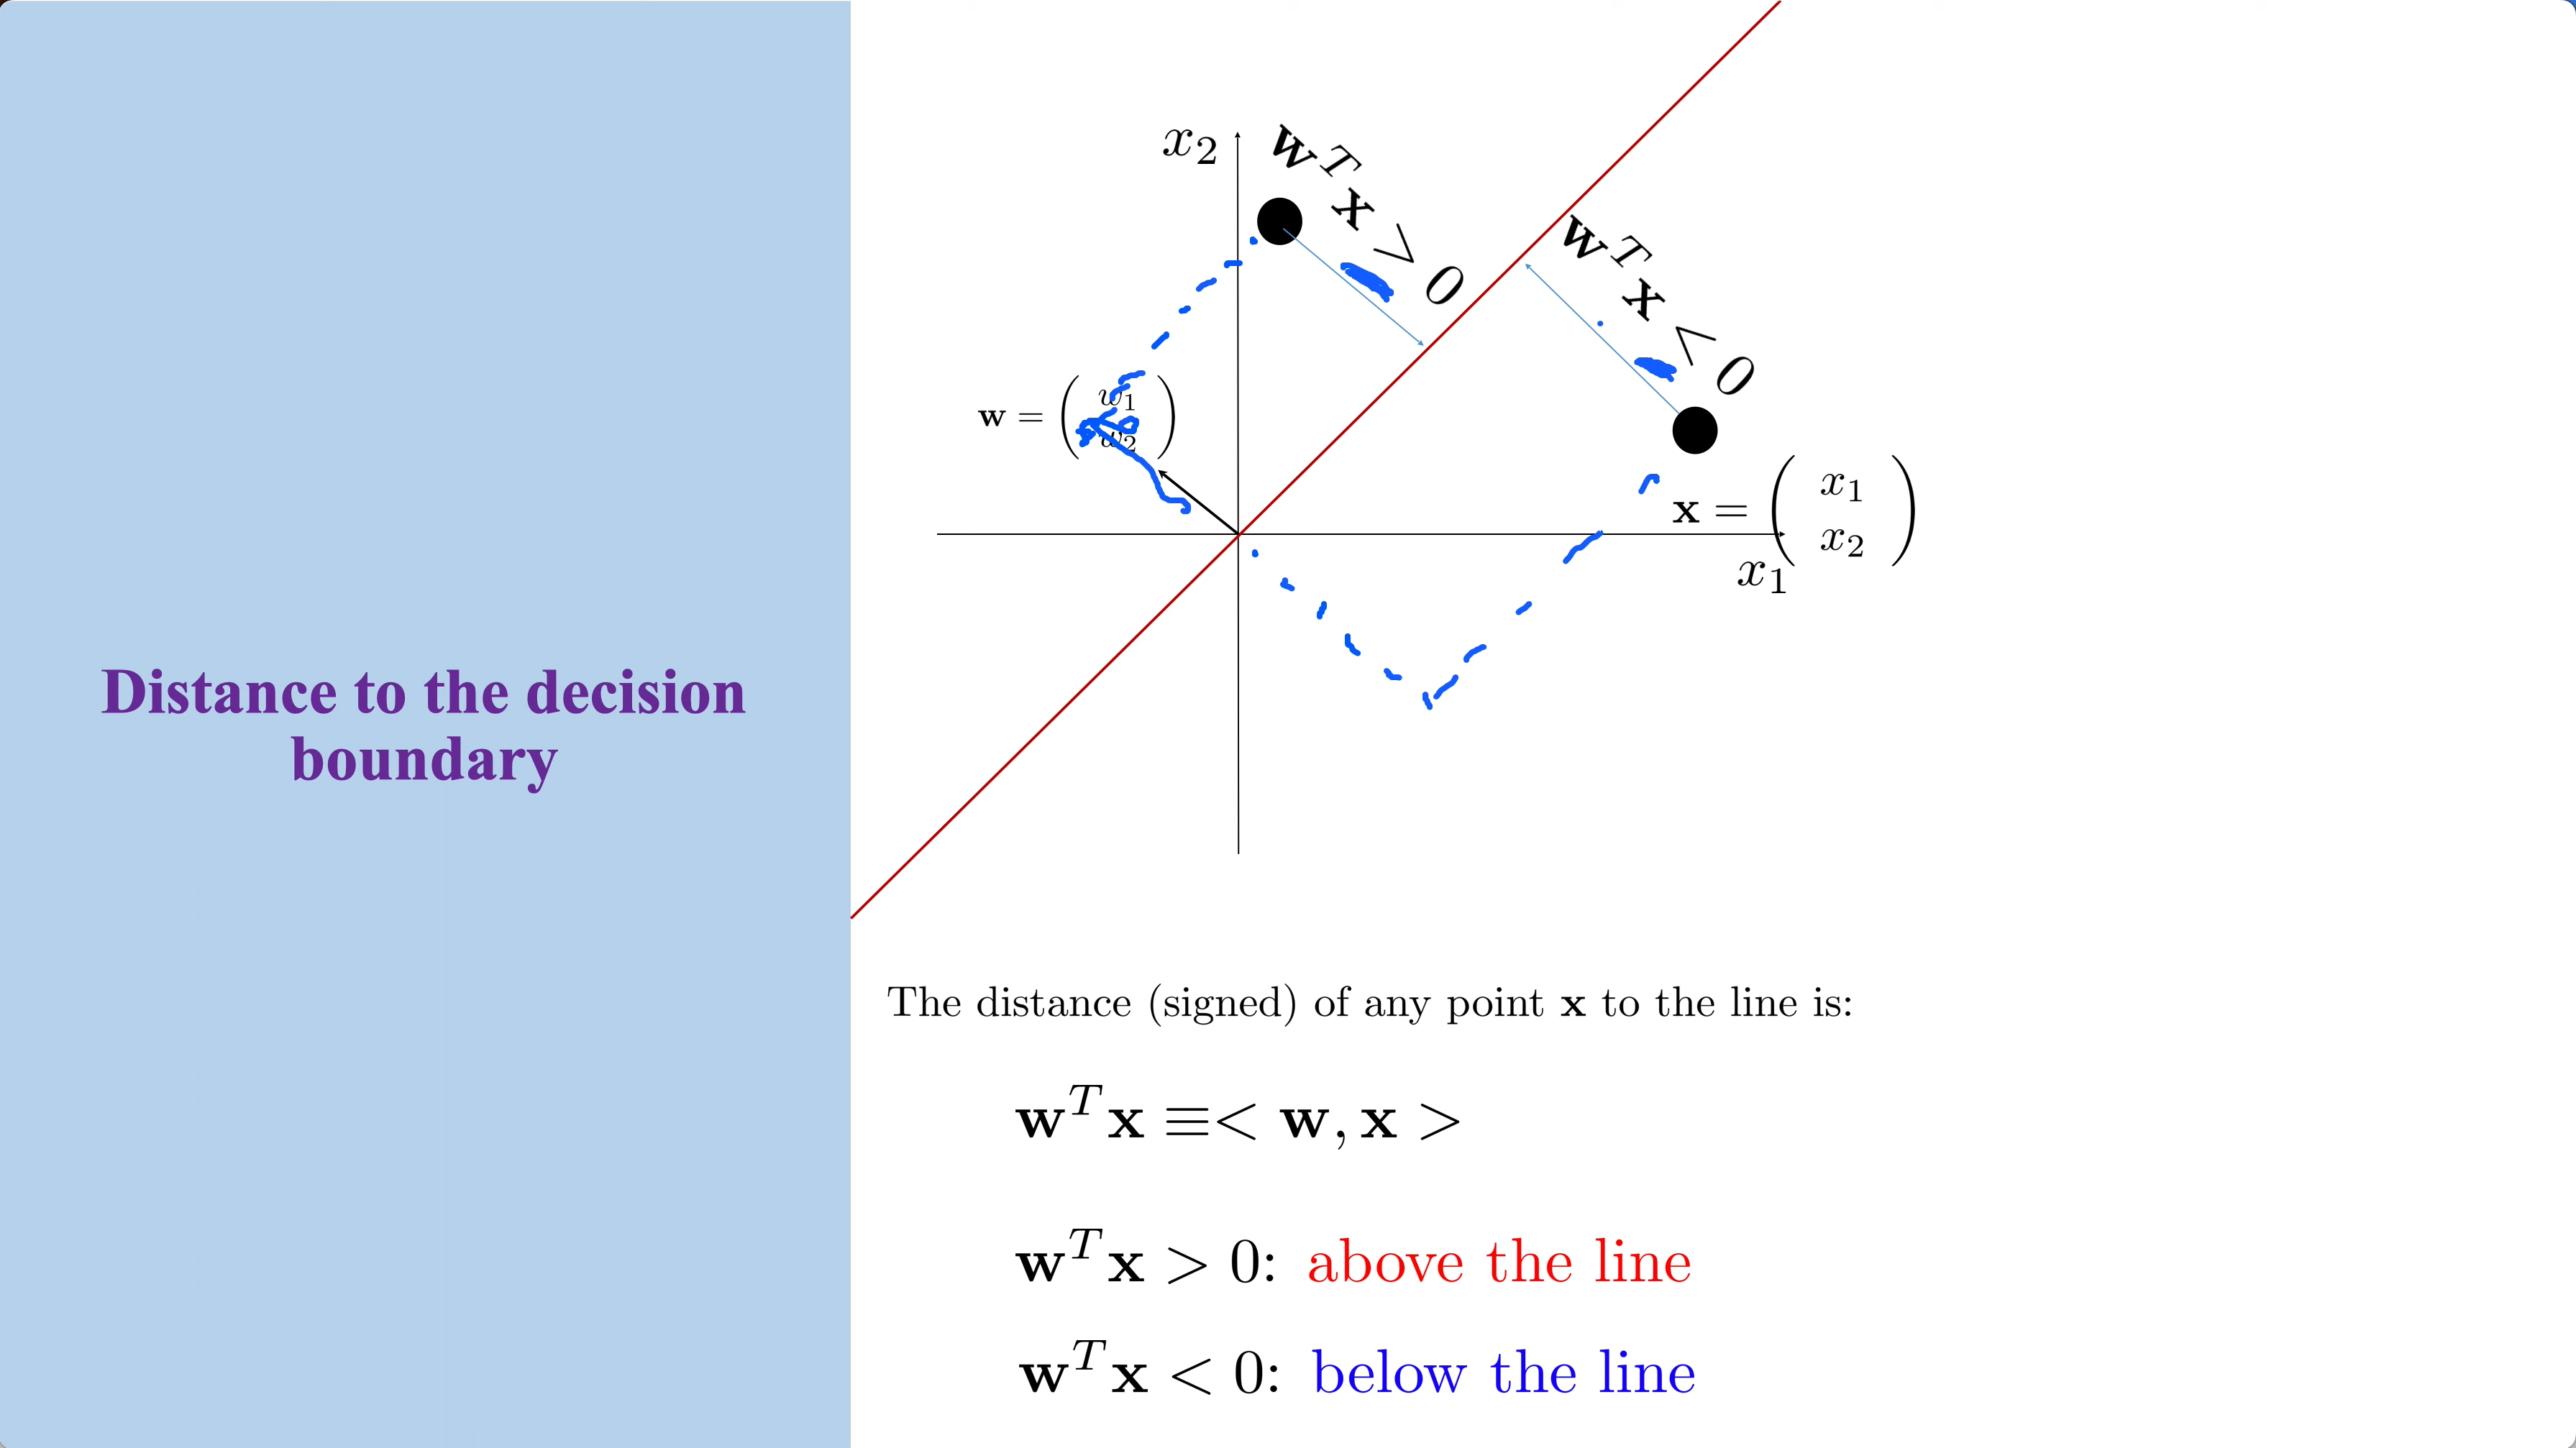 Distance to the decision
boundary
x₂
wᵀx > 0
wᵀx < 0
w = ( w₁
w₂ )
x = ( x₁
x₂ )
x₁
The distance (signed) of any point x to the line is:
wᵀx ≡< w, x >
wᵀx > 0: above the line
wᵀx < 0: below the line